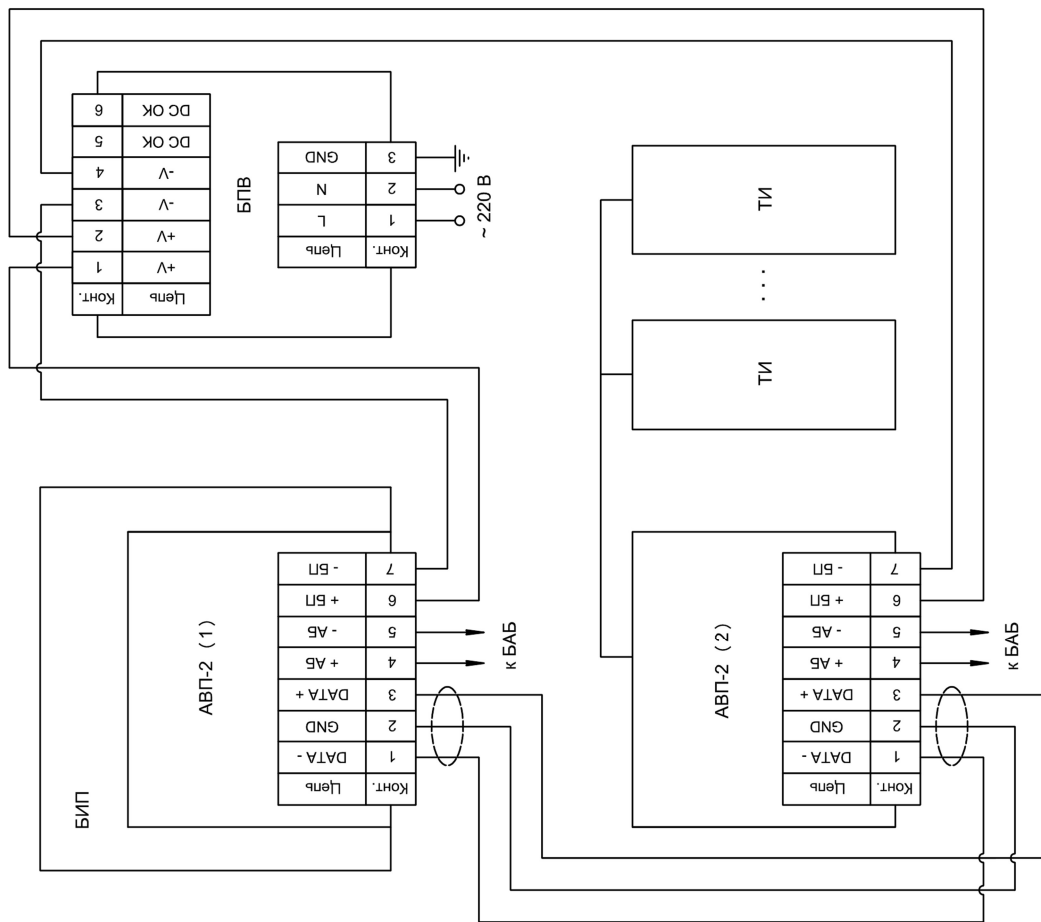 6 DC OK
5 DC OK
4 -V
3 -V
2 +V
1 +V
Конт. Цепь
БПВ
GND 3
N 2
L 1
Цепь Конт.
~ 220 В
ТИ
. . .
ТИ
БИП
АВП-2 (1)
- БП 7
+ БП 6
- АБ 5
+ АБ 4
DATA + 3
GND 2
DATA - 1
Цепь Конт.
к БАБ
АВП-2 (2)
- БП 7
+ БП 6
- АБ 5
+ АБ 4
DATA + 3
GND 2
DATA - 1
Цепь Конт.
к БАБ